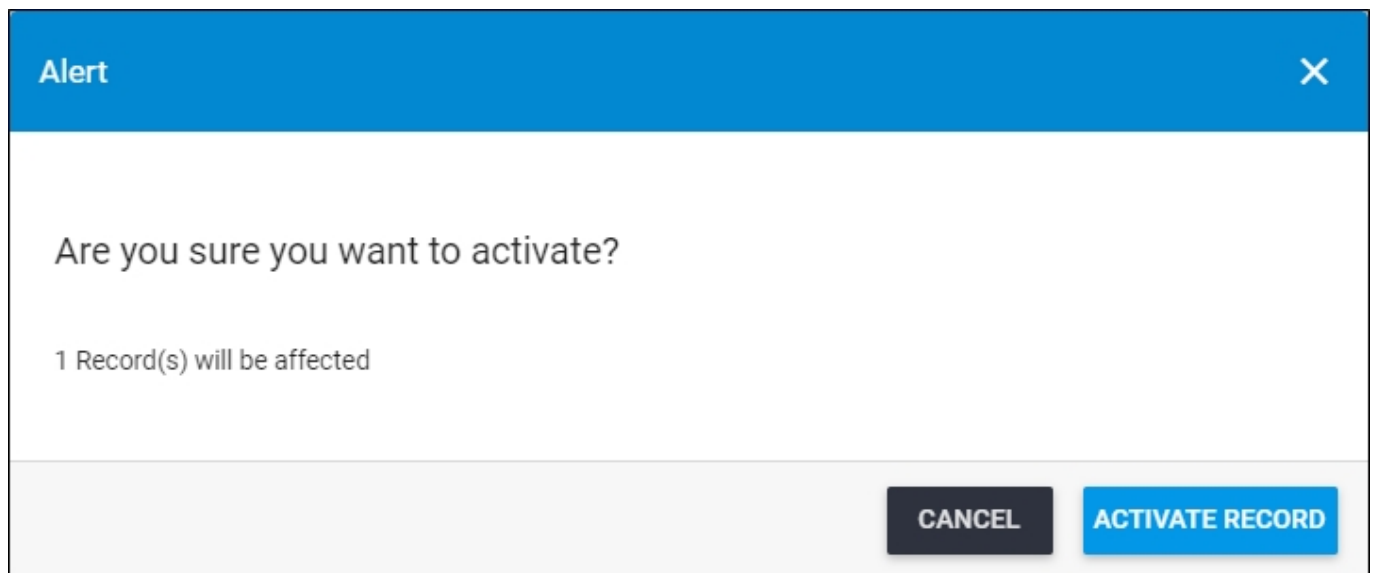 Alert
Are you sure you want to activate?
1 Record(s) will be affected
CANCEL ACTIVATE RECORD